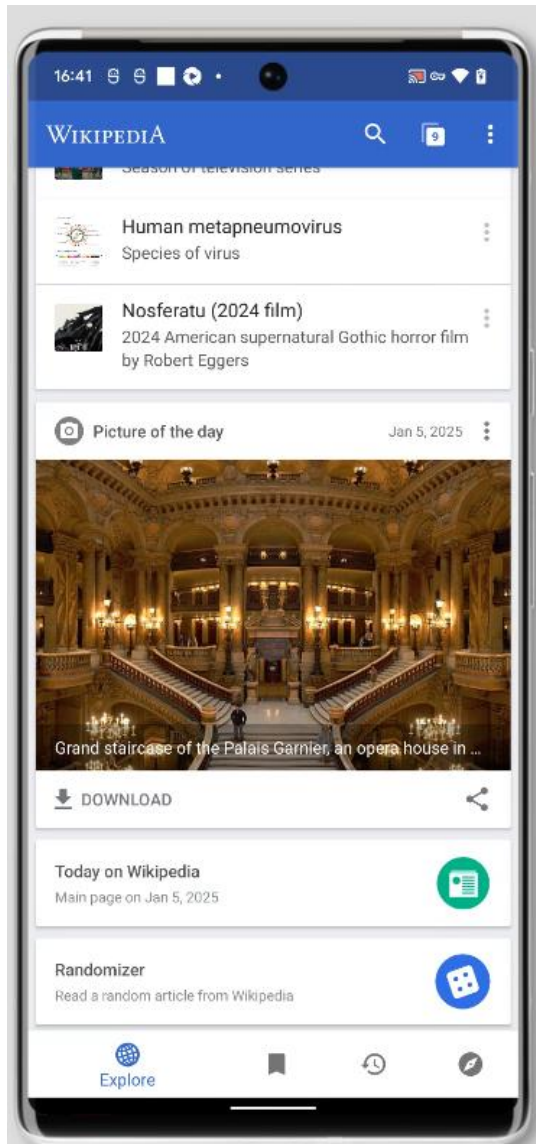 16:41
WIKIPEDIA
9
Season of television series
Human metapneumovirus
Species of virus
Nosferatu (2024 film)
2024 American supernatural Gothic horror film
by Robert Eggers
Picture of the day
Jan 5, 2025
Grand staircase of the Palais Garnier, an opera house in ...
DOWNLOAD
Today on Wikipedia
Main page on Jan 5, 2025
Randomizer
Read a random article from Wikipedia
Explore